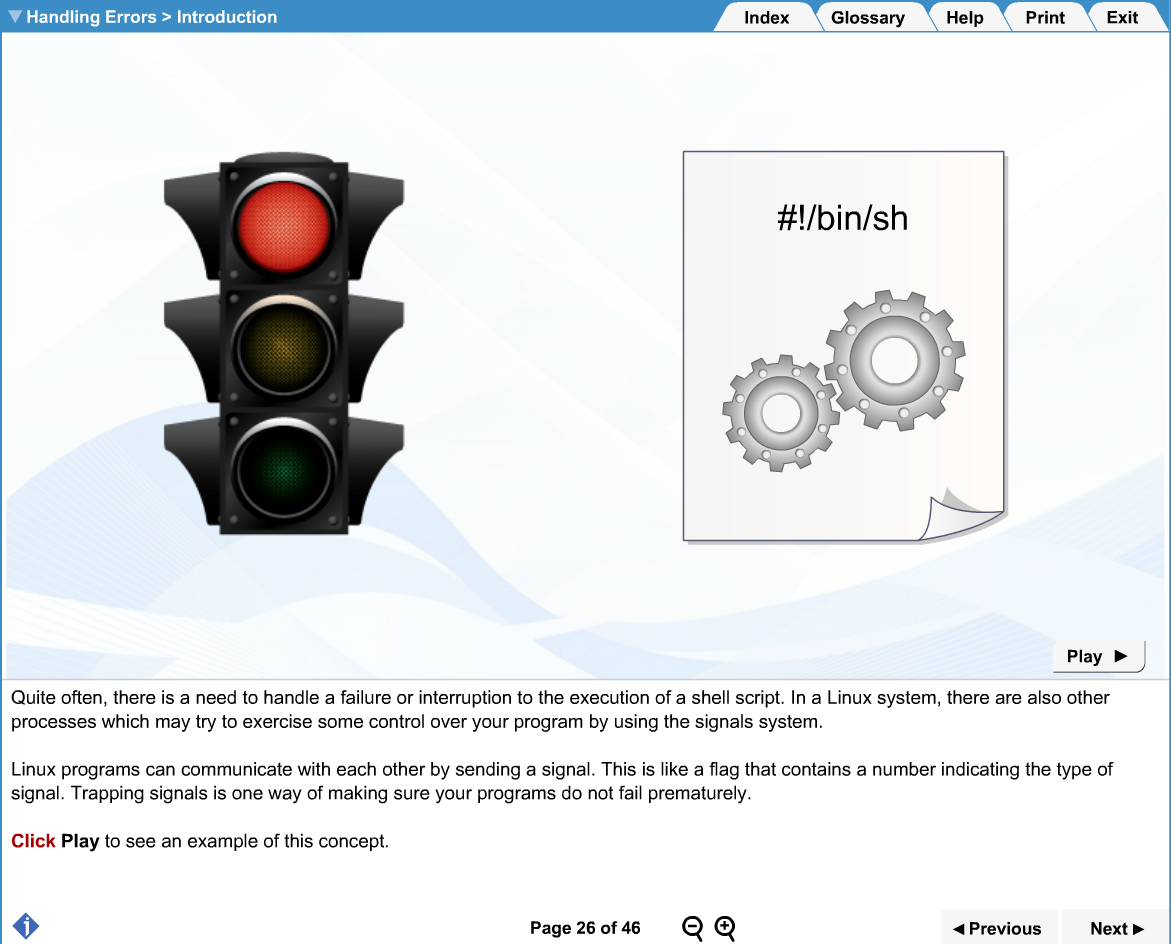 Handling Errors > Introduction
Index
Glossary
Help
Print
Exit
#!/bin/sh
Play
Quite often, there is a need to handle a failure or interruption to the execution of a shell script. In a Linux system, there are also other
processes which may try to exercise some control over your program by using the signals system.
Linux programs can communicate with each other by sending a signal. This is like a flag that contains a number indicating the type of
signal. Trapping signals is one way of making sure your programs do not fail prematurely.
Click Play to see an example of this concept.
i
Page 26 of 46
Previous
Next